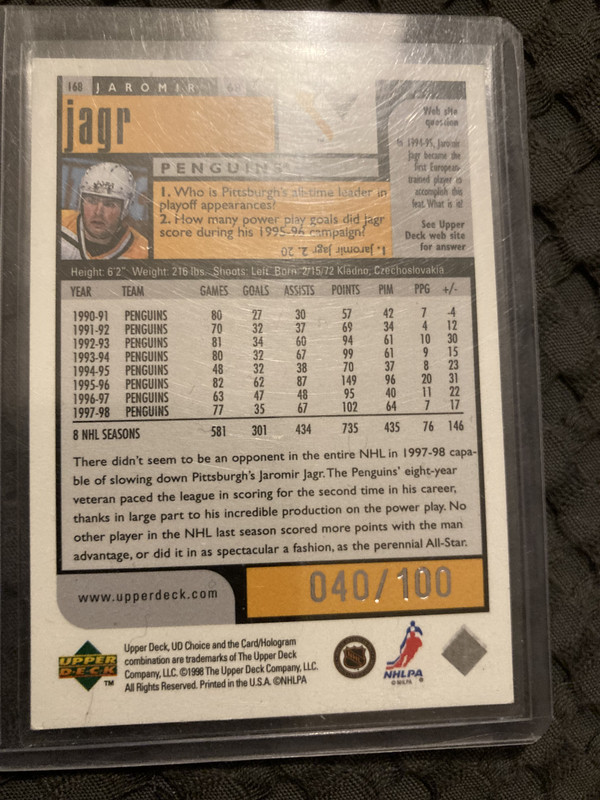 168 JAROMIR
jagr
PENGUINS
1. Who is Pittsburgh's all-time leader in
playoff appearances?
2. How many power play goals did Jagr
score during his 1995-96 campaign?
1. Jaromir Jagr 2. 20
Web site
question
In 1994-95, Jaromir
Jagr became the
first European-
trained player to
accomplish this
feat. What is it?
See Upper
Deck web site
for answer
Height: 6'2" Weight: 216 lbs. Shoots: Left Born: 2/15/72 Kladno, Czechoslovakia
YEAR TEAM GAMES GOALS ASSISTS POINTS PIM PPG +/-
1990-91 PENGUINS 80 27 30 57 42 7 -4
1991-92 PENGUINS 70 32 37 69 34 4 12
1992-93 PENGUINS 81 34 60 94 61 10 30
1993-94 PENGUINS 80 32 67 99 61 9 15
1994-95 PENGUINS 48 32 38 70 37 8 23
1995-96 PENGUINS 82 62 87 149 96 20 31
1996-97 PENGUINS 63 47 48 95 40 11 22
1997-98 PENGUINS 77 35 67 102 64 7 17
8 NHL SEASONS 581 301 434 735 435 76 146
There didn't seem to be an opponent in the entire NHL in 1997-98 capa-
ble of slowing down Pittsburgh's Jaromir Jagr. The Penguins' eight-year
veteran paced the league in scoring for the second time in his career,
thanks in large part to his incredible production on the power play. No
other player in the NHL last season scored more points with the man
advantage, or did it in as spectacular a fashion, as the perennial All-Star.
www.upperdeck.com
040/100
UPPER
DECK
TM
Upper Deck, UD Choice and the Card/Hologram
combination are trademarks of The Upper Deck
Company, LLC. ©1998 The Upper Deck Company, LLC.
All Rights Reserved. Printed in the U.S.A. ©NHLPA
NHLPA